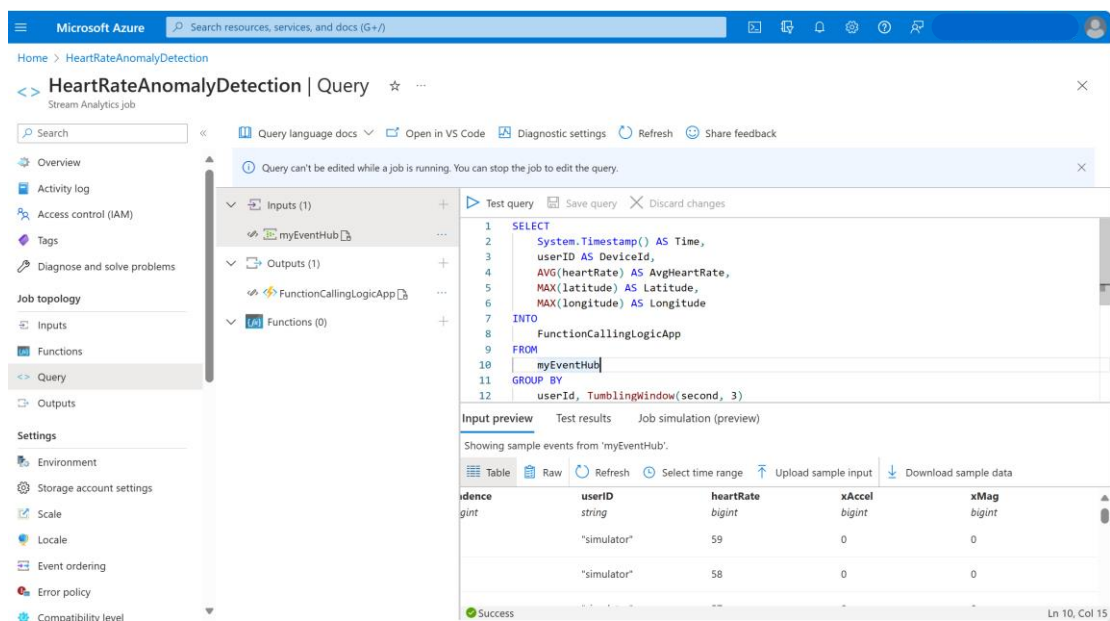 Microsoft Azure
Search resources, services, and docs (G+/)
Home > HeartRateAnomalyDetection
<> HeartRateAnomalyDetection | Query ☆ ...
Stream Analytics job
Search
«
Overview
Activity log
Access control (IAM)
Tags
Diagnose and solve problems
Job topology
Inputs
Functions
<> Query
Outputs
Settings
Environment
Storage account settings
Scale
Locale
Event ordering
Error policy
Compatibility level
Query language docs
Open in VS Code
Diagnostic settings
Refresh
Share feedback
Query can't be edited while a job is running. You can stop the job to edit the query.
Inputs (1)
myEventHub
Outputs (1)
FunctionCallingLogicApp
Functions (0)
Test query Save query Discard changes
1 SELECT
2 System.Timestamp() AS Time,
3 userID AS DeviceId,
4 AVG(heartRate) AS AvgHeartRate,
5 MAX(latitude) AS Latitude,
6 MAX(longitude) AS Longitude
7 INTO
8 FunctionCallingLogicApp
9 FROM
10 myEventHub
11 GROUP BY
12 userId, TumblingWindow(second, 3)
Input preview Test results Job simulation (preview)
Showing sample events from 'myEventHub'.
Table Raw Refresh Select time range Upload sample input Download sample data
dence userID heartRate xAccel xMag
gint string bigint bigint bigint
"simulator" 59 0 0
"simulator" 58 0 0
Success
Ln 10, Col 15